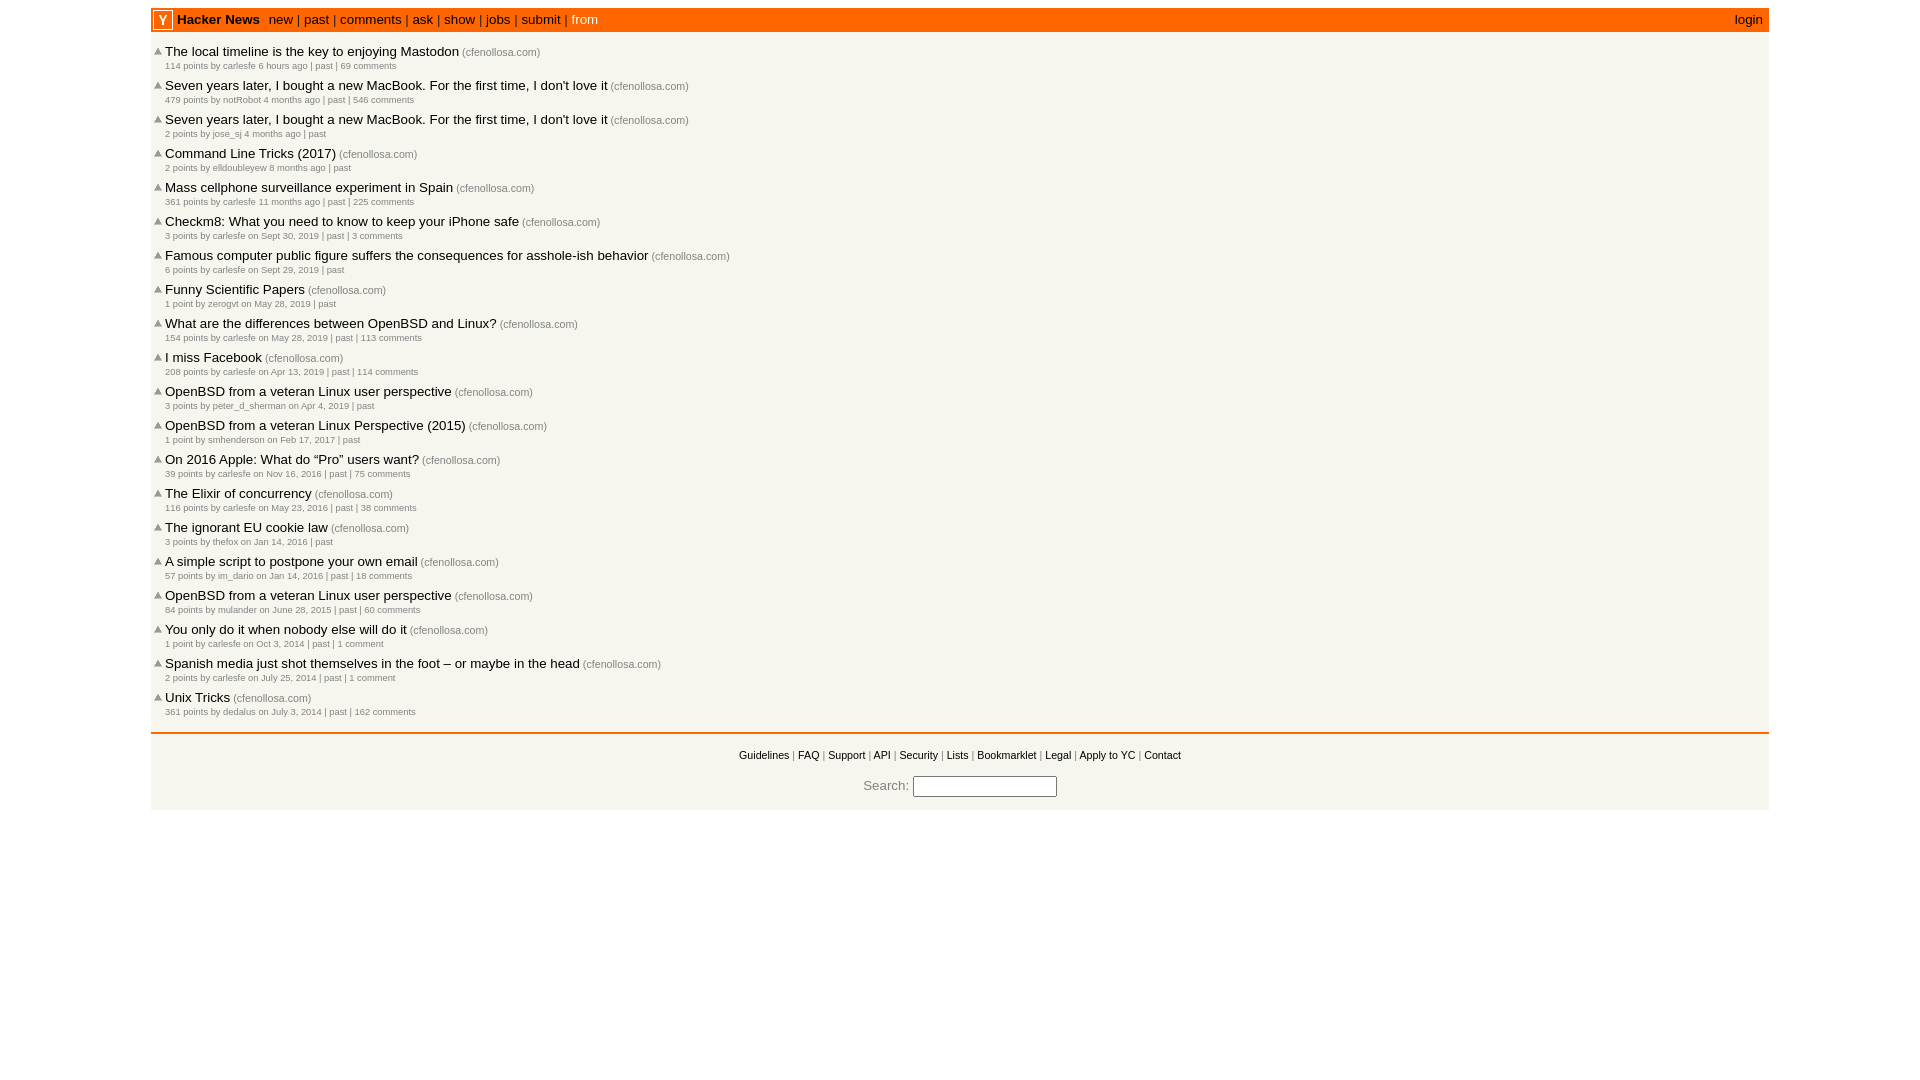 Y Hacker News new | past | comments | ask | show | jobs | submit | from login
The local timeline is the key to enjoying Mastodon (cfenollosa.com)
114 points by carlesfe 6 hours ago | past | 69 comments
Seven years later, I bought a new MacBook. For the first time, I don't love it (cfenollosa.com)
479 points by notRobot 4 months ago | past | 546 comments
Seven years later, I bought a new MacBook. For the first time, I don't love it (cfenollosa.com)
2 points by jose_sj 4 months ago | past
Command Line Tricks (2017) (cfenollosa.com)
2 points by elldoubleyew 8 months ago | past
Mass cellphone surveillance experiment in Spain (cfenollosa.com)
361 points by carlesfe 11 months ago | past | 225 comments
Checkm8: What you need to know to keep your iPhone safe (cfenollosa.com)
3 points by carlesfe on Sept 30, 2019 | past | 3 comments
Famous computer public figure suffers the consequences for asshole-ish behavior (cfenollosa.com)
6 points by carlesfe on Sept 29, 2019 | past
Funny Scientific Papers (cfenollosa.com)
1 point by zerogvt on May 28, 2019 | past
What are the differences between OpenBSD and Linux? (cfenollosa.com)
154 points by carlesfe on May 28, 2019 | past | 113 comments
I miss Facebook (cfenollosa.com)
208 points by carlesfe on Apr 13, 2019 | past | 114 comments
OpenBSD from a veteran Linux user perspective (cfenollosa.com)
3 points by peter_d_sherman on Apr 4, 2019 | past
OpenBSD from a veteran Linux Perspective (2015) (cfenollosa.com)
1 point by smhenderson on Feb 17, 2017 | past
On 2016 Apple: What do “Pro” users want? (cfenollosa.com)
39 points by carlesfe on Nov 16, 2016 | past | 75 comments
The Elixir of concurrency (cfenollosa.com)
116 points by carlesfe on May 23, 2016 | past | 38 comments
The ignorant EU cookie law (cfenollosa.com)
3 points by thefox on Jan 14, 2016 | past
A simple script to postpone your own email (cfenollosa.com)
57 points by im_dario on Jan 14, 2016 | past | 18 comments
OpenBSD from a veteran Linux user perspective (cfenollosa.com)
84 points by mulander on June 28, 2015 | past | 60 comments
You only do it when nobody else will do it (cfenollosa.com)
1 point by carlesfe on Oct 3, 2014 | past | 1 comment
Spanish media just shot themselves in the foot – or maybe in the head (cfenollosa.com)
2 points by carlesfe on July 25, 2014 | past | 1 comment
Unix Tricks (cfenollosa.com)
361 points by dedalus on July 3, 2014 | past | 162 comments
Guidelines | FAQ | Support | API | Security | Lists | Bookmarklet | Legal | Apply to YC | Contact
Search: